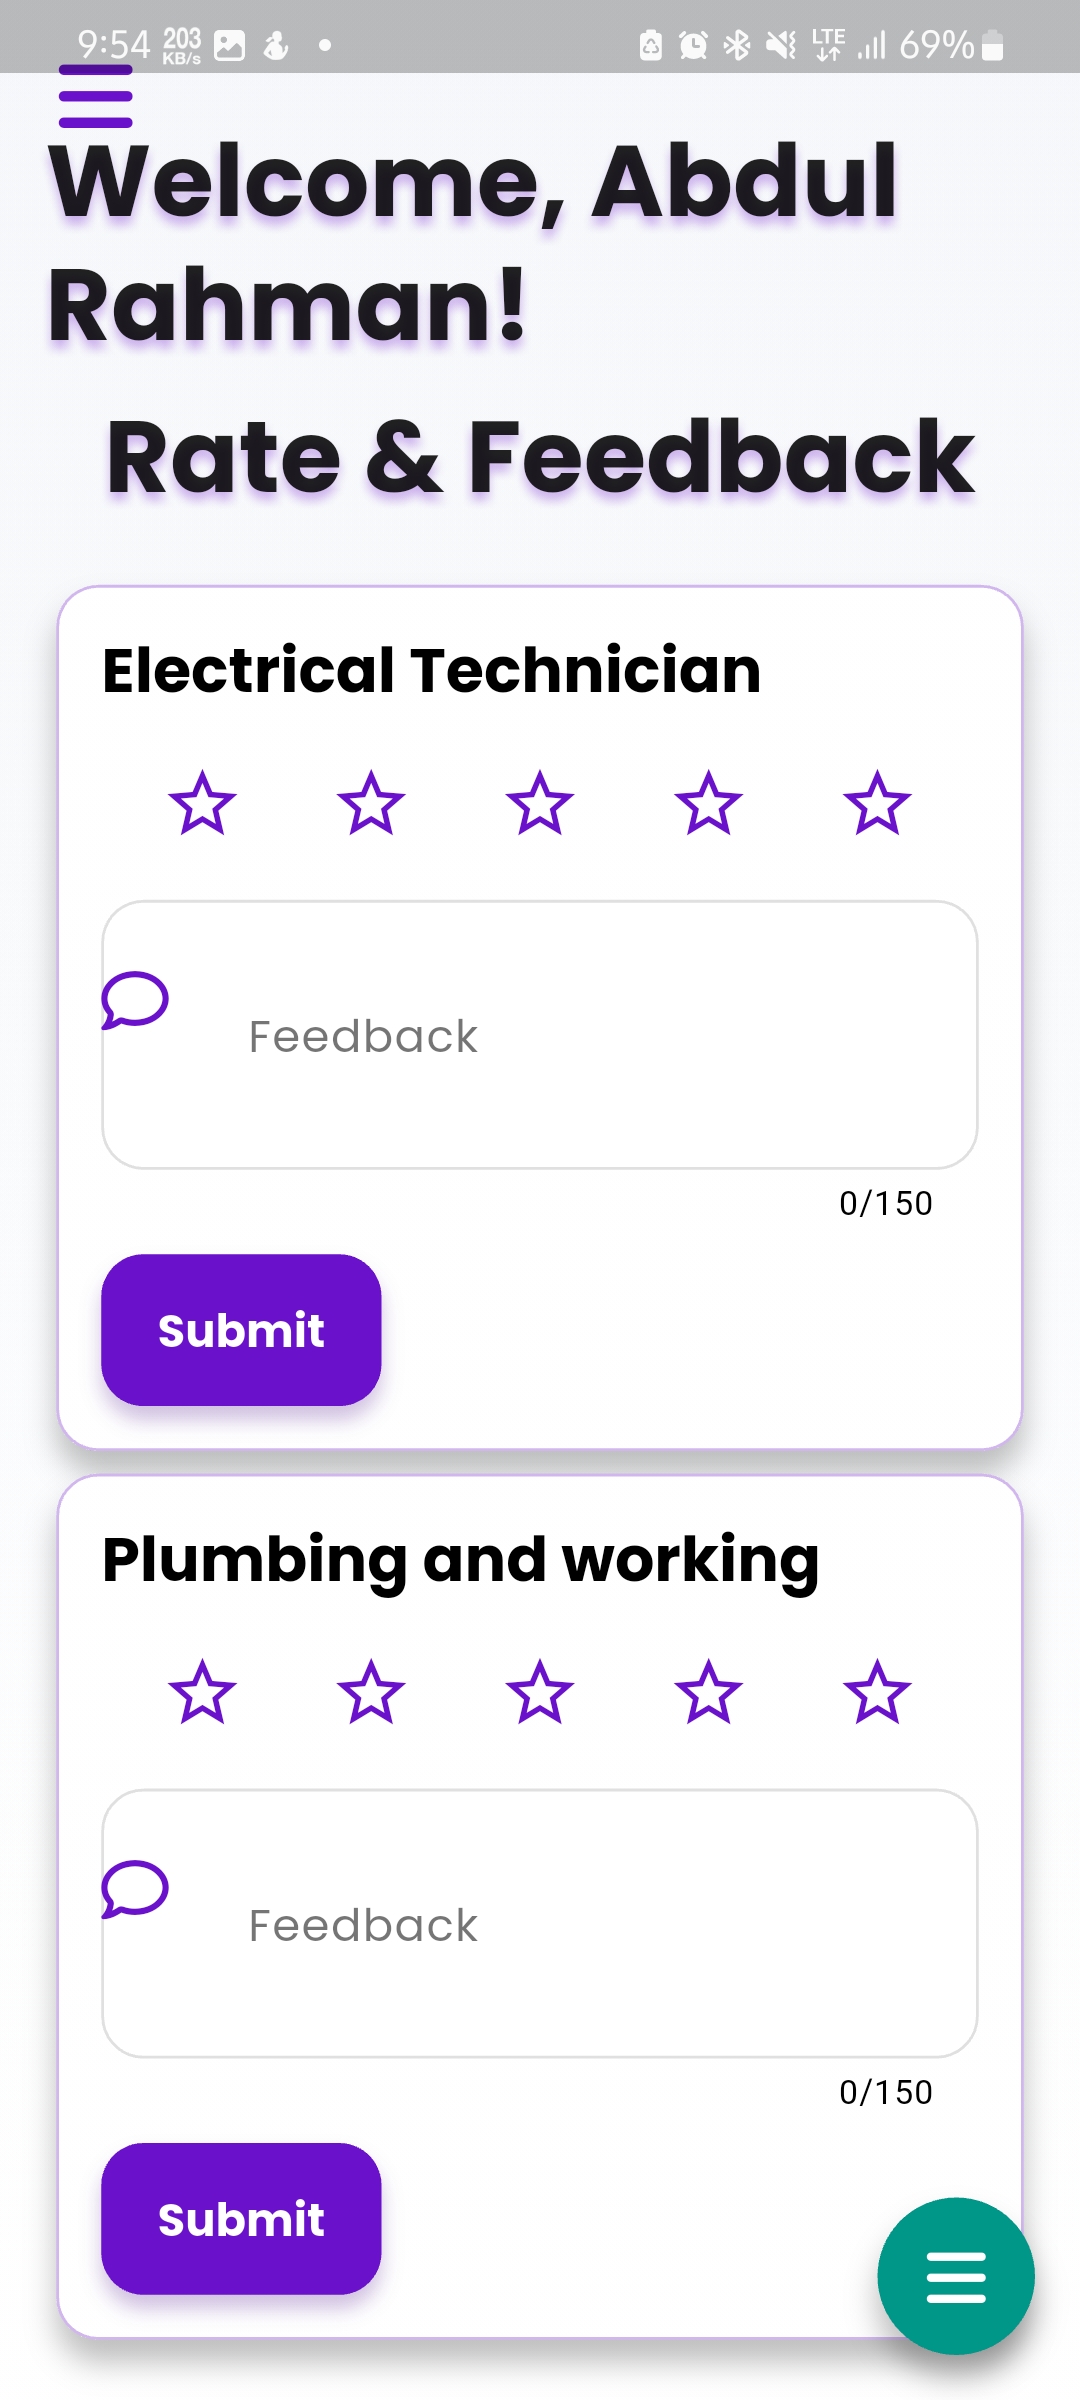 9:54 203 KB/s LTE 69%
Welcome, Abdul
Rahman!
Rate & Feedback
Electrical Technician
Feedback
0/150
Submit
Plumbing and working
Feedback
0/150
Submit